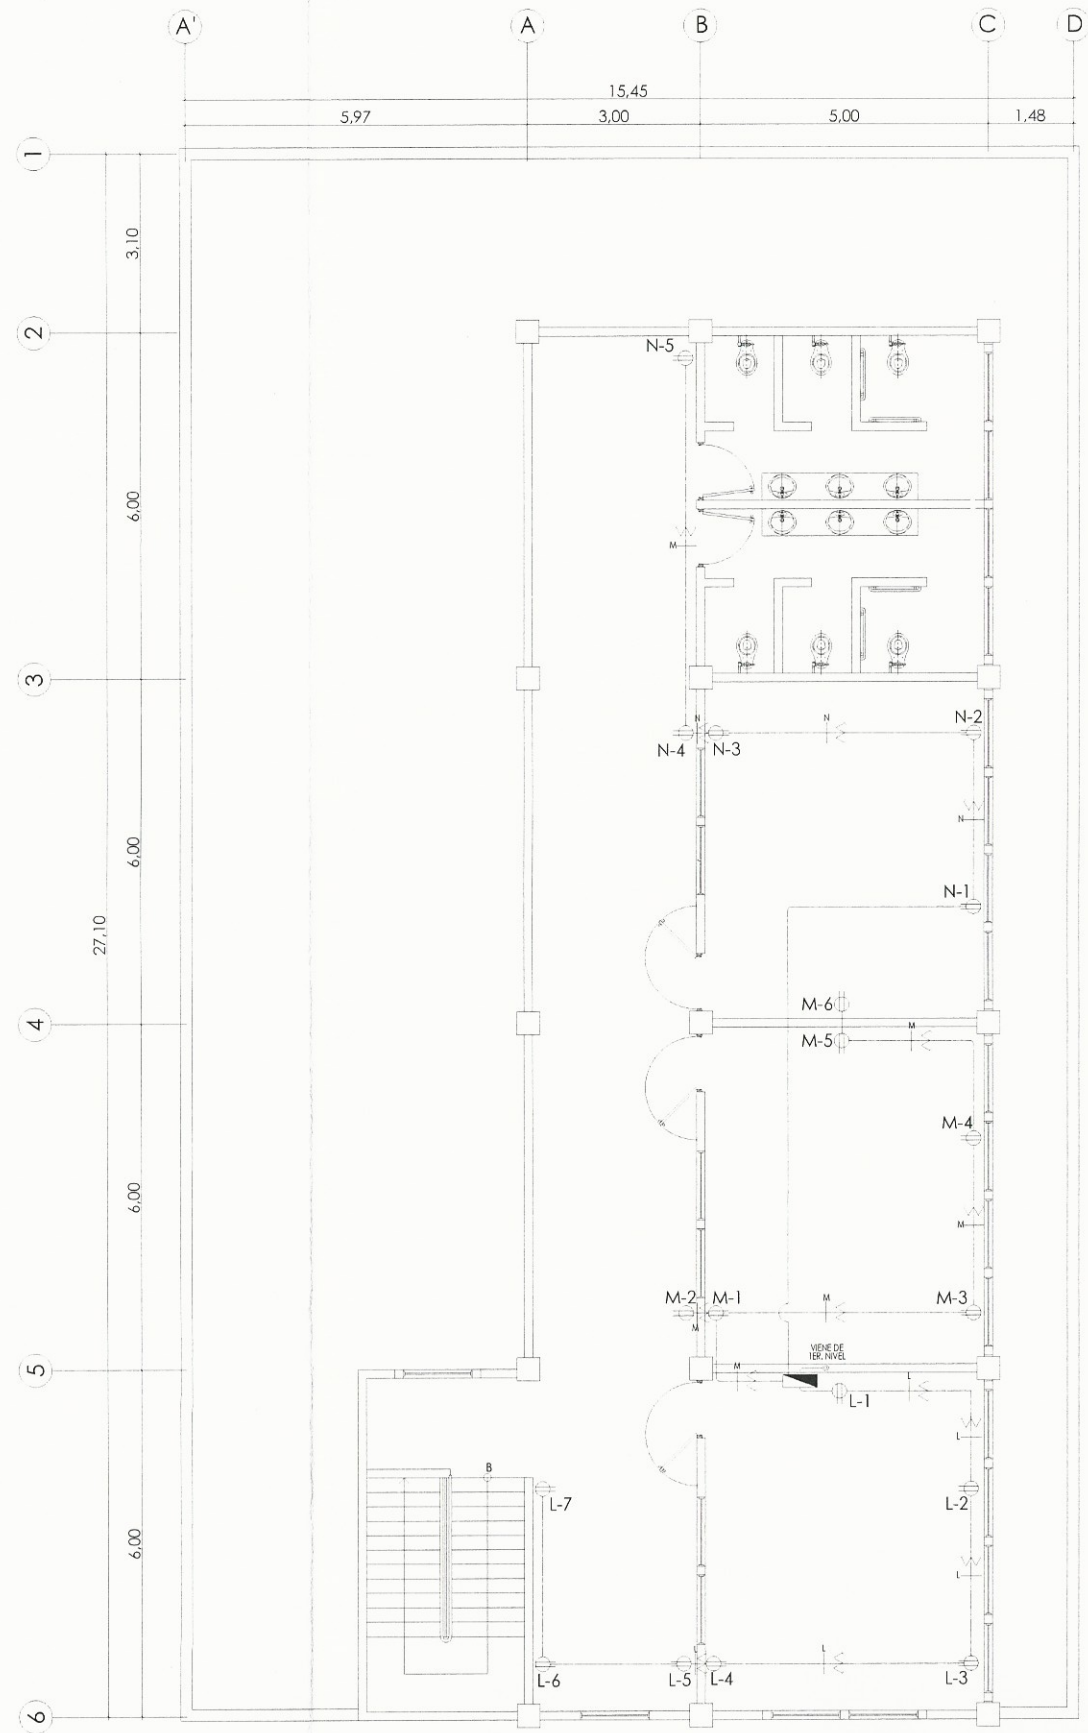 A' A B C D
15,45
5,97 3,00 5,00 1,48
1
3,10
2
N-5
6,00
M
3
N N N-2
N-4 N-3
N
6,00
N-1
27,10
M-6
4
M
M-5
M-4
6,00
M
M-2 M-1 M M-3
M
VIENE DE
1ER. NIVEL
5
M L
L-1
L
B
L-7 L-2
6,00
L
L
L-6 L-5 L-4 L-3
6